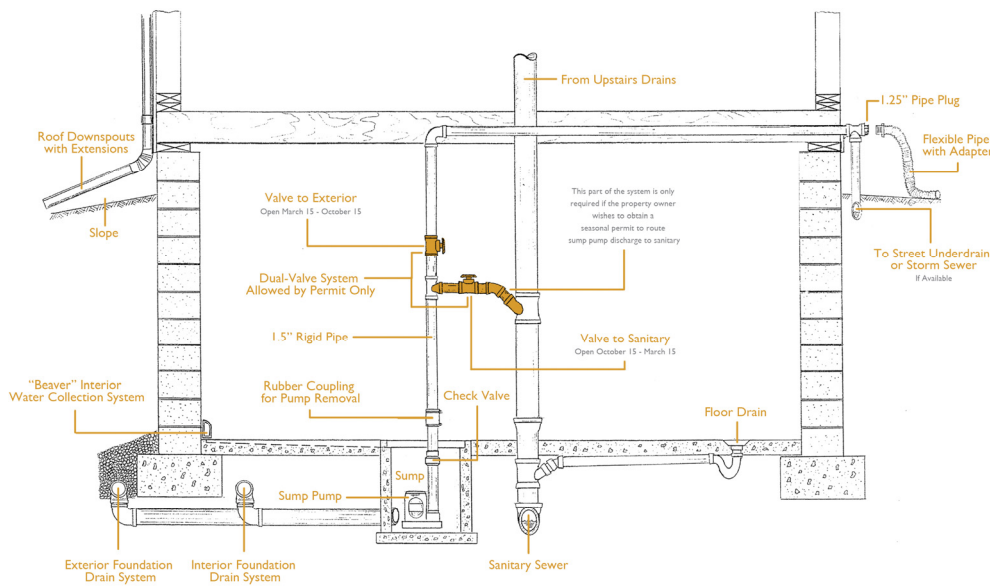 From Upstairs Drains
1.25” Pipe Plug
Roof Downspouts
with Extensions
Flexible Pipe
with Adapter
Slope
Valve to Exterior
Open March 15 - October 15
This part of the system is only
required if the property owner
wishes to obtain s
seasonal permit to route
sump pump discharge to sanitary
To Street Underdrain
or Storm Sewer
If Available
Dual-Valve System
Allowed by Permit Only
1.5” Rigid Pipe
Valve to Sanitary
Open October 15 - March 15
“Beaver” Interior
Water Collection System
Rubber Coupling
for Pump Removal
Check Valve
Floor Drain
Sump
Sump Pump
Exterior Foundation
Drain System
Interior Foundation
Drain System
Sanitary Sewer